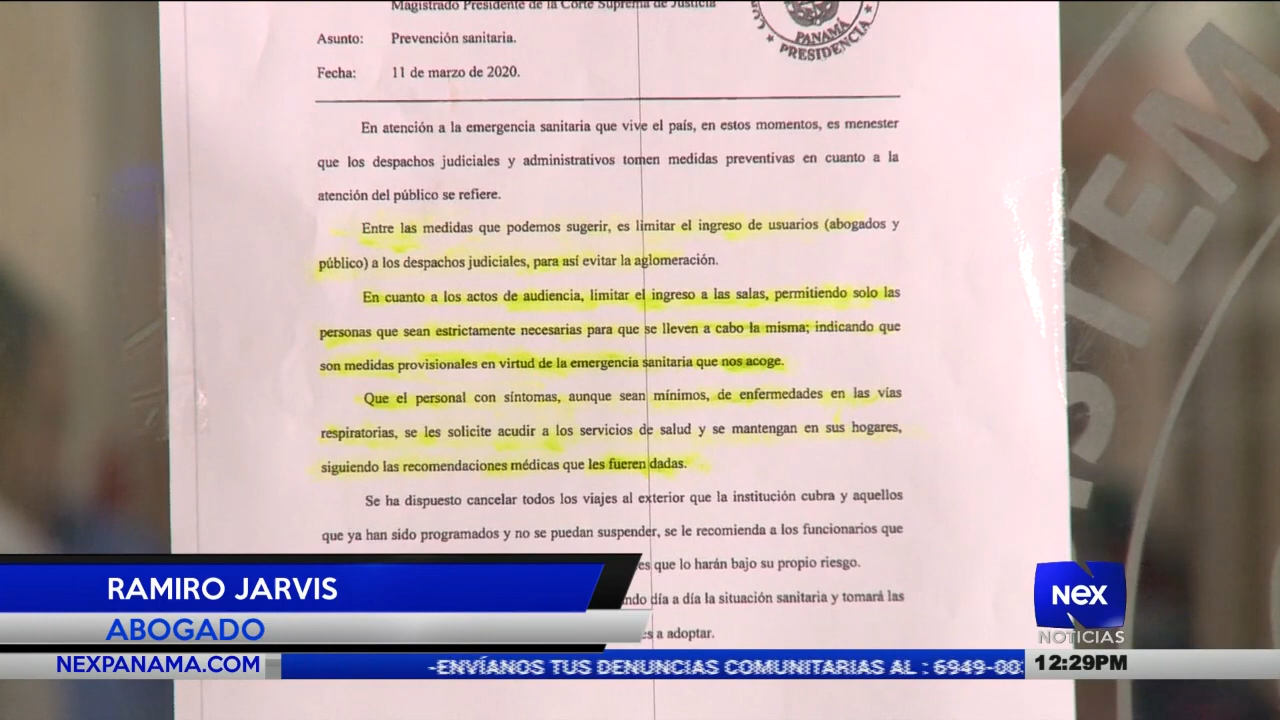 Magistrado Presidente de la Corte Suprema de Justicia
PANAMÁ
PRESIDENCIA
Asunto: Prevención sanitaria.
Fecha: 11 de marzo de 2020.
En atención a la emergencia sanitaria que vive el país, en estos momentos, es menester
que los despachos judiciales y administrativos tomen medidas preventivas en cuanto a la
atención del público se refiere.
Entre las medidas que podemos sugerir, es limitar el ingreso de usuarios (abogados y
público) a los despachos judiciales, para así evitar la aglomeración.
En cuanto a los actos de audiencia, limitar el ingreso a las salas, permitiendo solo las
personas que sean estrictamente necesarias para que se lleven a cabo la misma; indicando que
son medidas provisionales en virtud de la emergencia sanitaria que nos acoge.
Que el personal con síntomas, aunque sean mínimos, de enfermedades en las vías
respiratorias, se les solicite acudir a los servicios de salud y se mantengan en sus hogares,
siguiendo las recomendaciones médicas que les fueren dadas.
Se ha dispuesto cancelar todos los viajes al exterior que la institución cubra y aquellos
que ya han sido programados y no se puedan suspender, se le recomienda a los funcionarios que
que lo harán bajo su propio riesgo.
día a día la situación sanitaria y tomará las
a adoptar.
RAMIRO JARVIS
ABOGADO
NEXPANAMA.COM
-ENVÍANOS TUS DENUNCIAS COMUNITARIAS AL : 6949-00
NEX
NOTICIAS
12:29PM
ISTEM